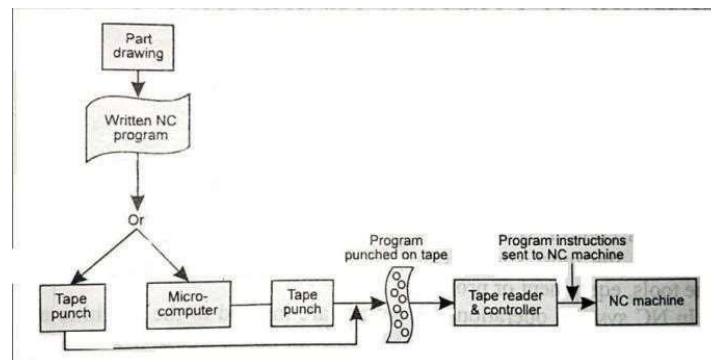 Part
drawing
Written NC
program
Or
Program
punched on tape
Program instructions
sent to NC machine
Tape
punch
Micro-
computer
Tape
punch
Tape reader
& controller
NC machine